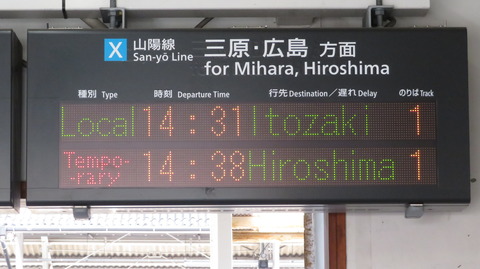 X 山陽線 三原・広島 方面
San-yō Line for Mihara, Hiroshima
種別 Type 時刻 Departure Time 行先 Destination／遅れ Delay のりば Track
Local 14:31 Itozaki 1
Tempo-
-rary 14:38 Hiroshima 1